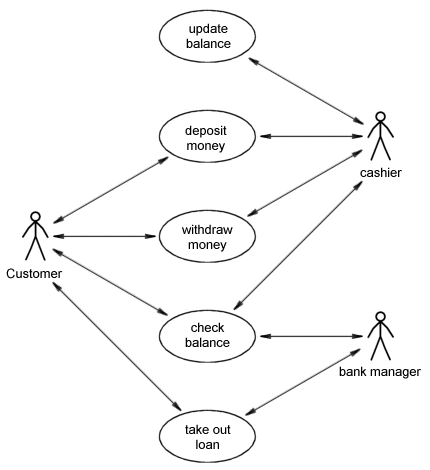 update
balance
deposit
money
cashier
withdraw
money
Customer
check
balance
bank manager
take out
loan